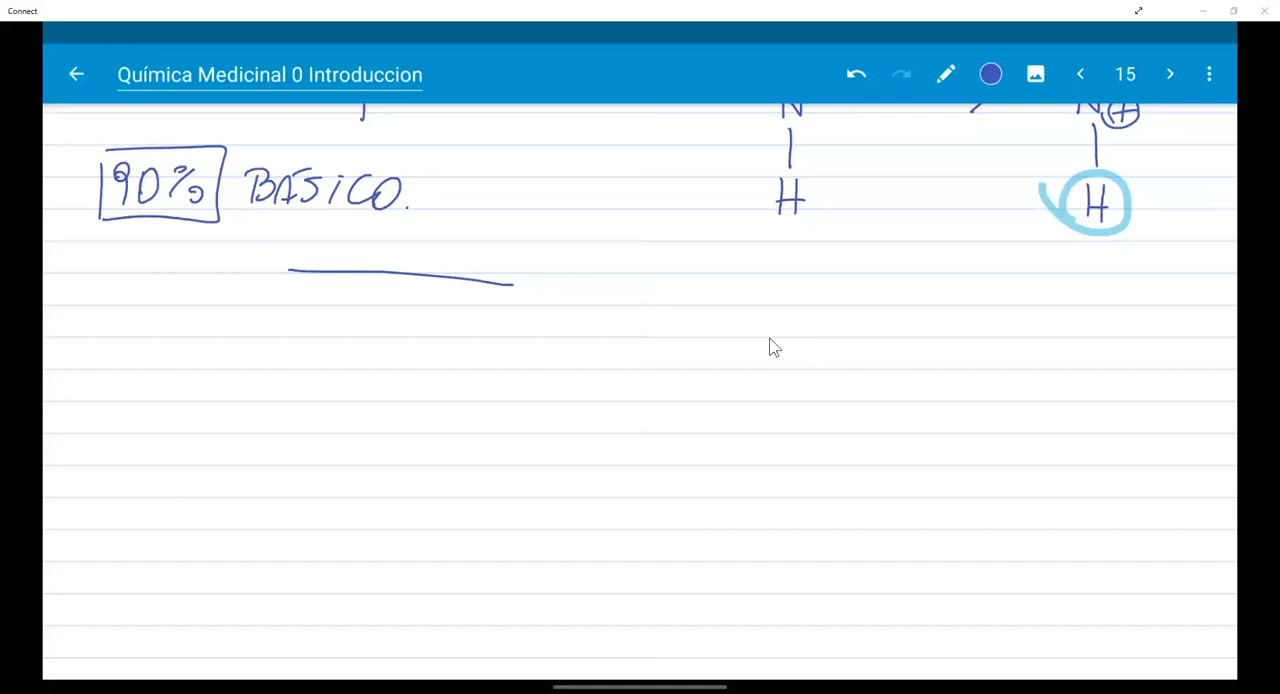 Connect
Química Medicinal 0 Introduccion
15
N
N +
90% BÁSICO.
H
H